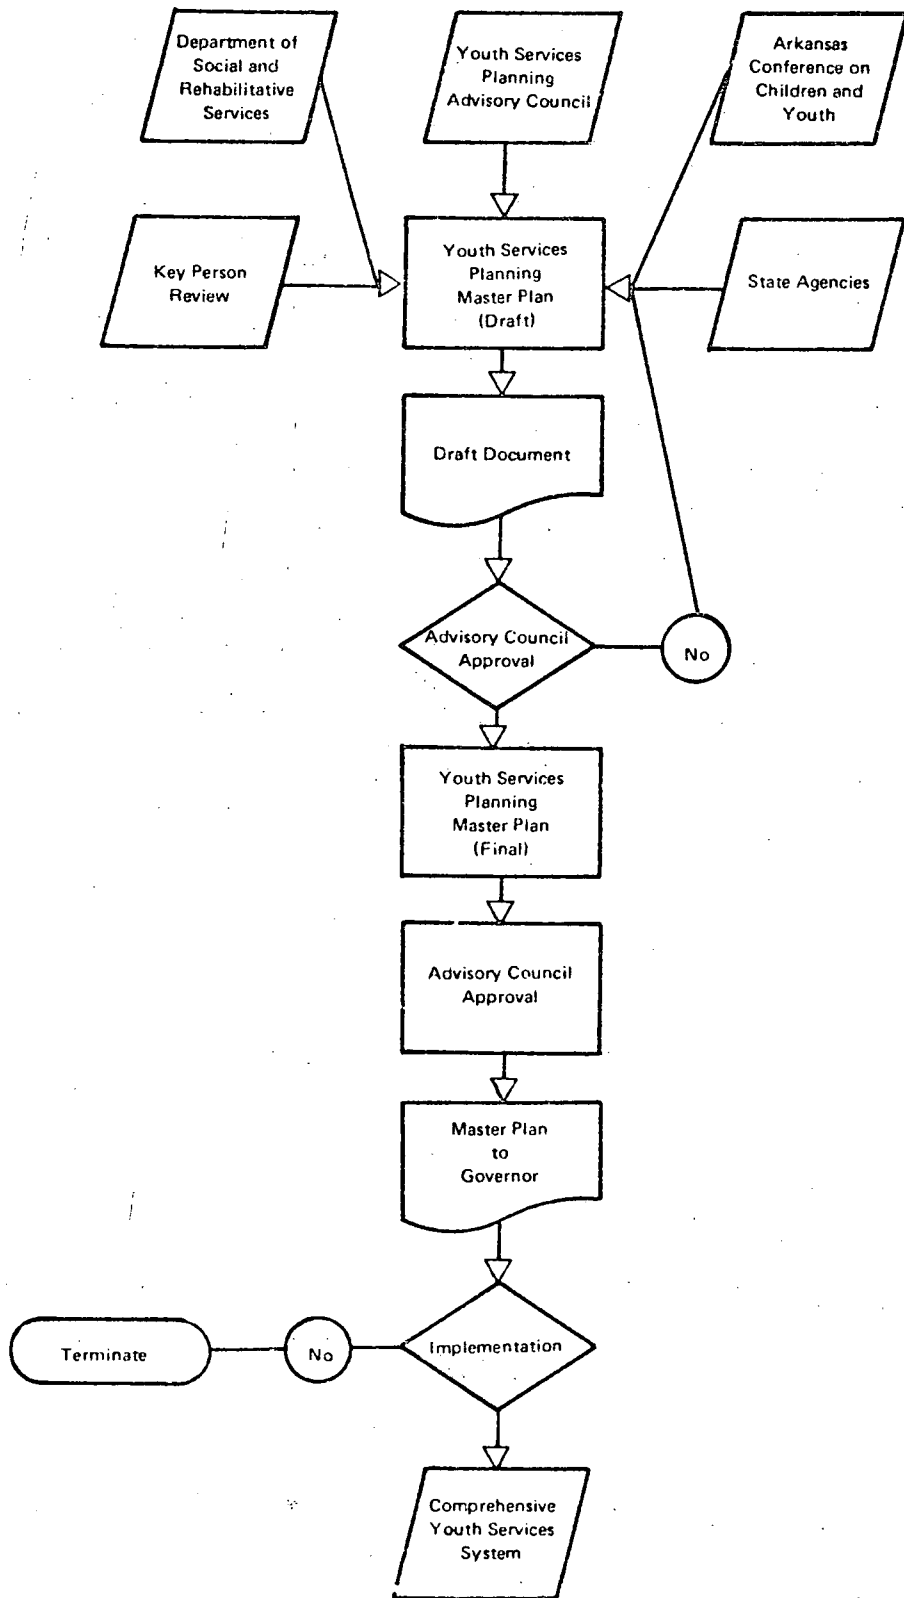 Department of
Social and
Rehabilitative
Services
Youth Services
Planning
Advisory Council
Arkansas
Conference on
Children and
Youth
Key Person
Review
Youth Services
Planning
Master Plan
(Draft)
State Agencies
Draft Document
Advisory Council
Approval
No
Youth Services
Planning
Master Plan
(Final)
Advisory Council
Approval
Master Plan
to
Governor
Terminate
No
Implementation
Comprehensive
Youth Services
System